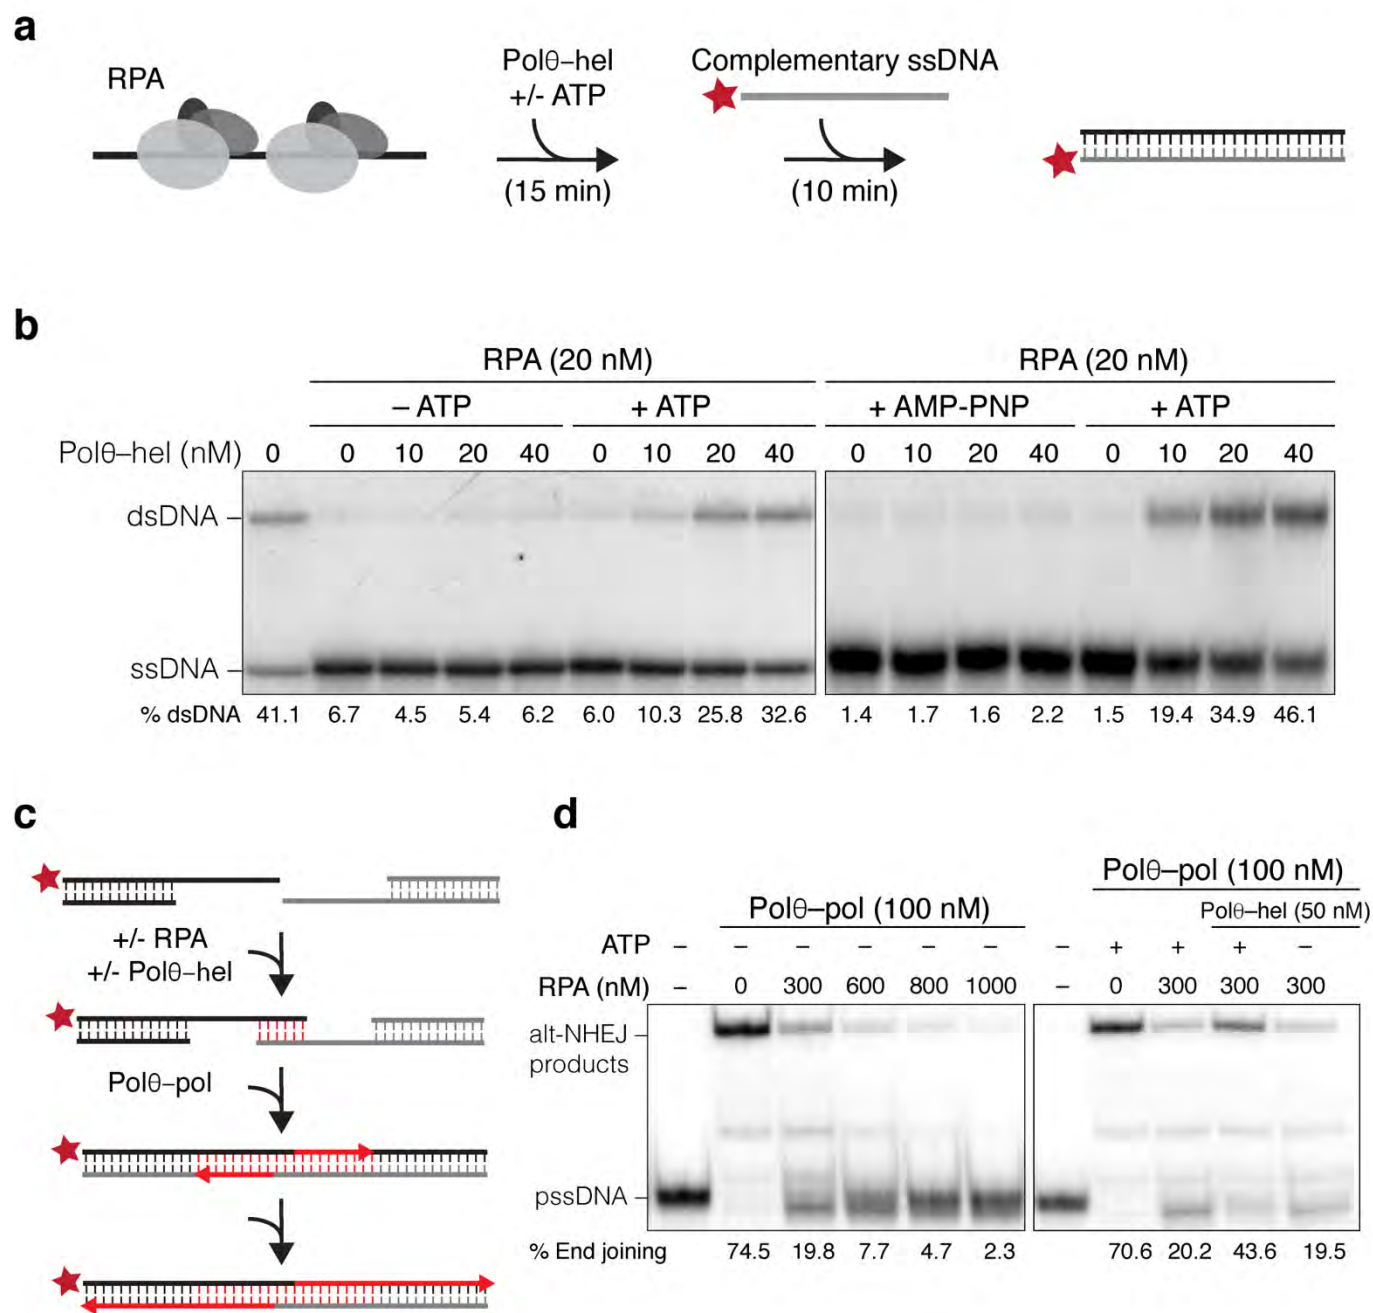 a
RPA
Polθ–hel
+/- ATP
(15 min)
Complementary ssDNA
(10 min)
b
RPA (20 nM)
RPA (20 nM)
– ATP
+ ATP
+ AMP-PNP
+ ATP
Polθ–hel (nM) 0 0 10 20 40 0 10 20 40 0 10 20 40 0 10 20 40
dsDNA –
ssDNA –
% dsDNA 41.1 6.7 4.5 5.4 6.2 6.0 10.3 25.8 32.6 1.4 1.7 1.6 2.2 1.5 19.4 34.9 46.1
c
+/- RPA
+/- Polθ–hel
Polθ–pol
d
Polθ–pol (100 nM)
Polθ–pol (100 nM)
Polθ–hel (50 nM)
ATP – – – – – – – + + + –
RPA (nM) – 0 300 600 800 1000 – 0 300 300 300
alt-NHEJ –
products
pssDNA –
% End joining 74.5 19.8 7.7 4.7 2.3 70.6 20.2 43.6 19.5